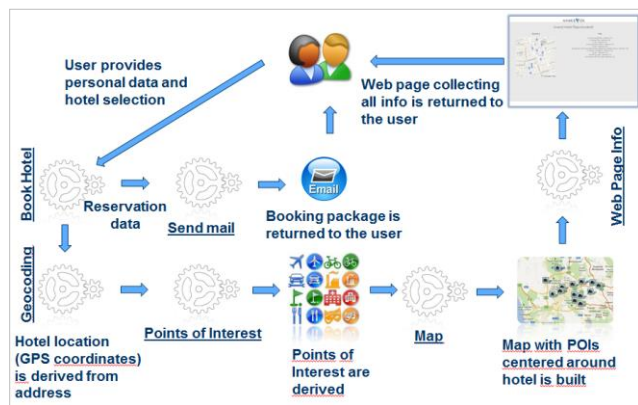 User provides
personal data and
hotel selection
Web page collecting
all info is returned to
the user
Book Hotel
Reservation
data
Send mail
Email
Booking package is
returned to the user
Web Page Info
Geocoding
Points of Interest
Map
Hotel location
(GPS coordinates)
is derived from
address
Points of
Interest are
derived
Map with POIs
centered around
hotel is built